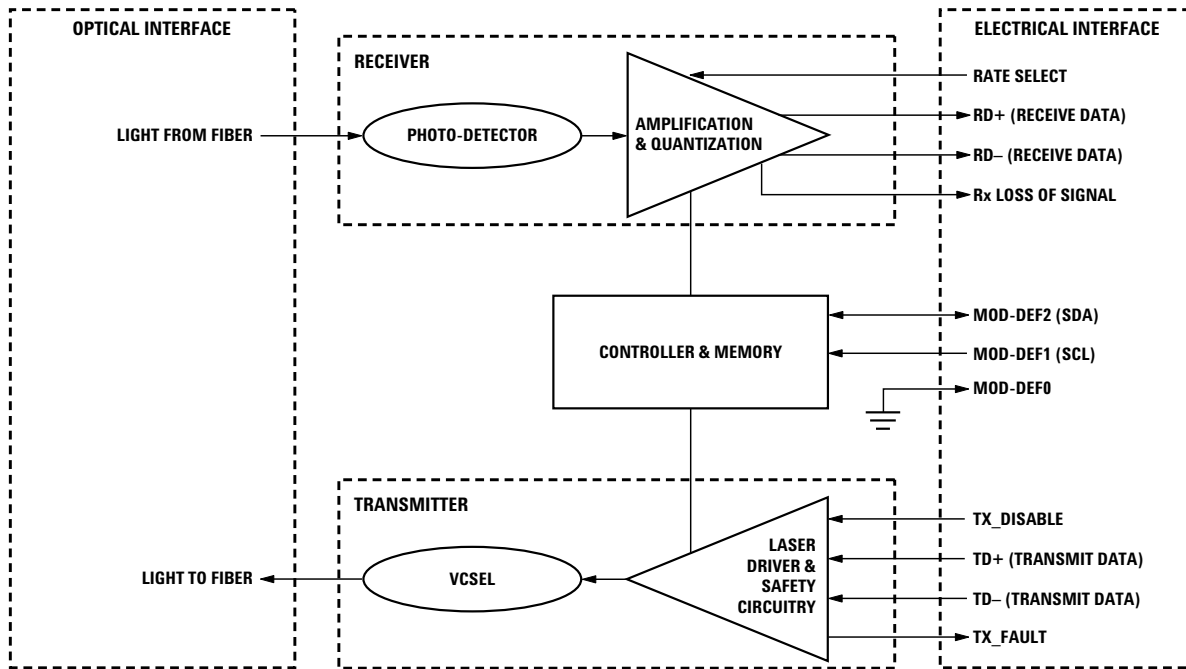 OPTICAL INTERFACE
ELECTRICAL INTERFACE
RECEIVER
RATE SELECT
LIGHT FROM FIBER
PHOTO-DETECTOR
AMPLIFICATION
& QUANTIZATION
RD+ (RECEIVE DATA)
RD– (RECEIVE DATA)
Rx LOSS OF SIGNAL
CONTROLLER & MEMORY
MOD-DEF2 (SDA)
MOD-DEF1 (SCL)
MOD-DEF0
TRANSMITTER
LIGHT TO FIBER
VCSEL
LASER
DRIVER &
SAFETY
CIRCUITRY
TX_DISABLE
TD+ (TRANSMIT DATA)
TD– (TRANSMIT DATA)
TX_FAULT